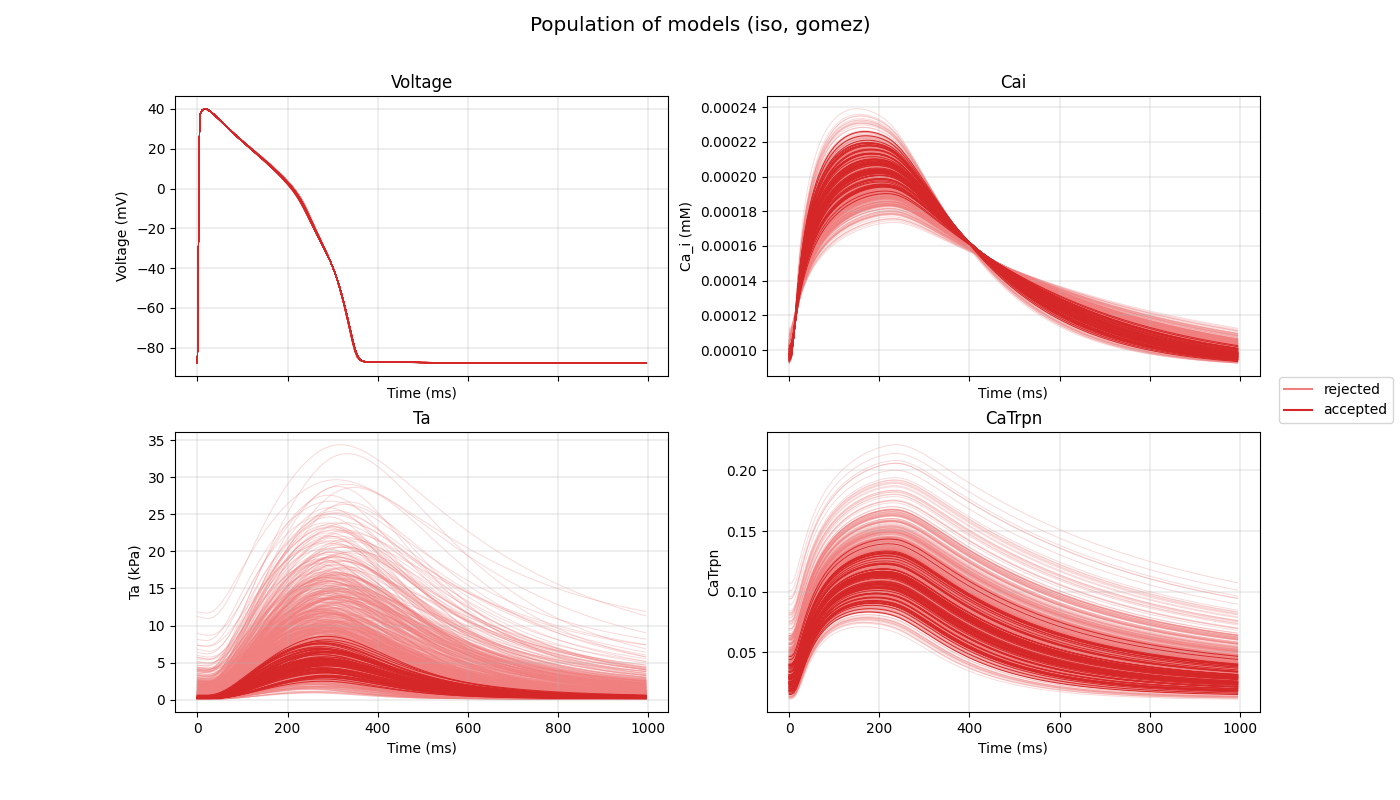 Population of models (iso, gomez)
Voltage
40
20
0
−20
−40
−60
−80
Voltage (mV)
Time (ms)
Cai
0.00024
0.00022
0.00020
0.00018
0.00016
0.00014
0.00012
0.00010
Ca_i (mM)
Time (ms)
rejected
accepted
Ta
35
30
25
20
15
10
5
0
Ta (kPa)
0 200 400 600 800 1000
Time (ms)
CaTrpn
0.20
0.15
0.10
0.05
CaTrpn
0 200 400 600 800 1000
Time (ms)